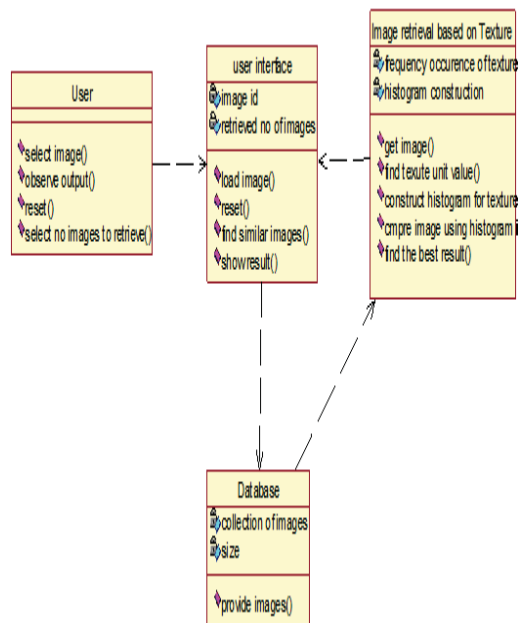 User
select image()
observe output()
reset()
select no images to retrieve()
user interface
image id
retrieved no of images
load image()
reset()
find similar images()
show result()
Image retrieval based on Texture
frequency occurence of texture
histogram construction
get image()
find texute unit value()
construct histogram for texture
cmpre image using histogram i
find the best result()
Database
collection of images
size
provide images()